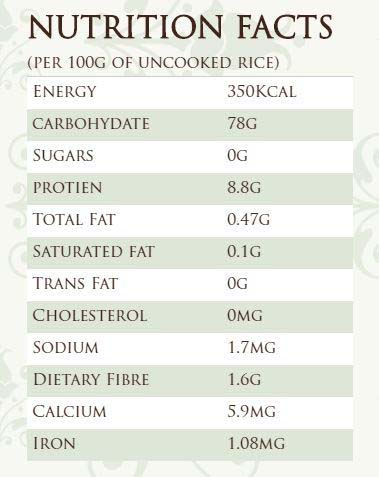 NUTRITION FACTS
(PER 100G OF UNCOOKED RICE)
ENERGY 350KCAL
CARBOHYDATE 78G
SUGARS 0G
PROTIEN 8.8G
TOTAL FAT 0.47G
SATURATED FAT 0.1G
TRANS FAT 0G
CHOLESTEROL 0MG
SODIUM 1.7MG
DIETARY FIBRE 1.6G
CALCIUM 5.9MG
IRON 1.08MG